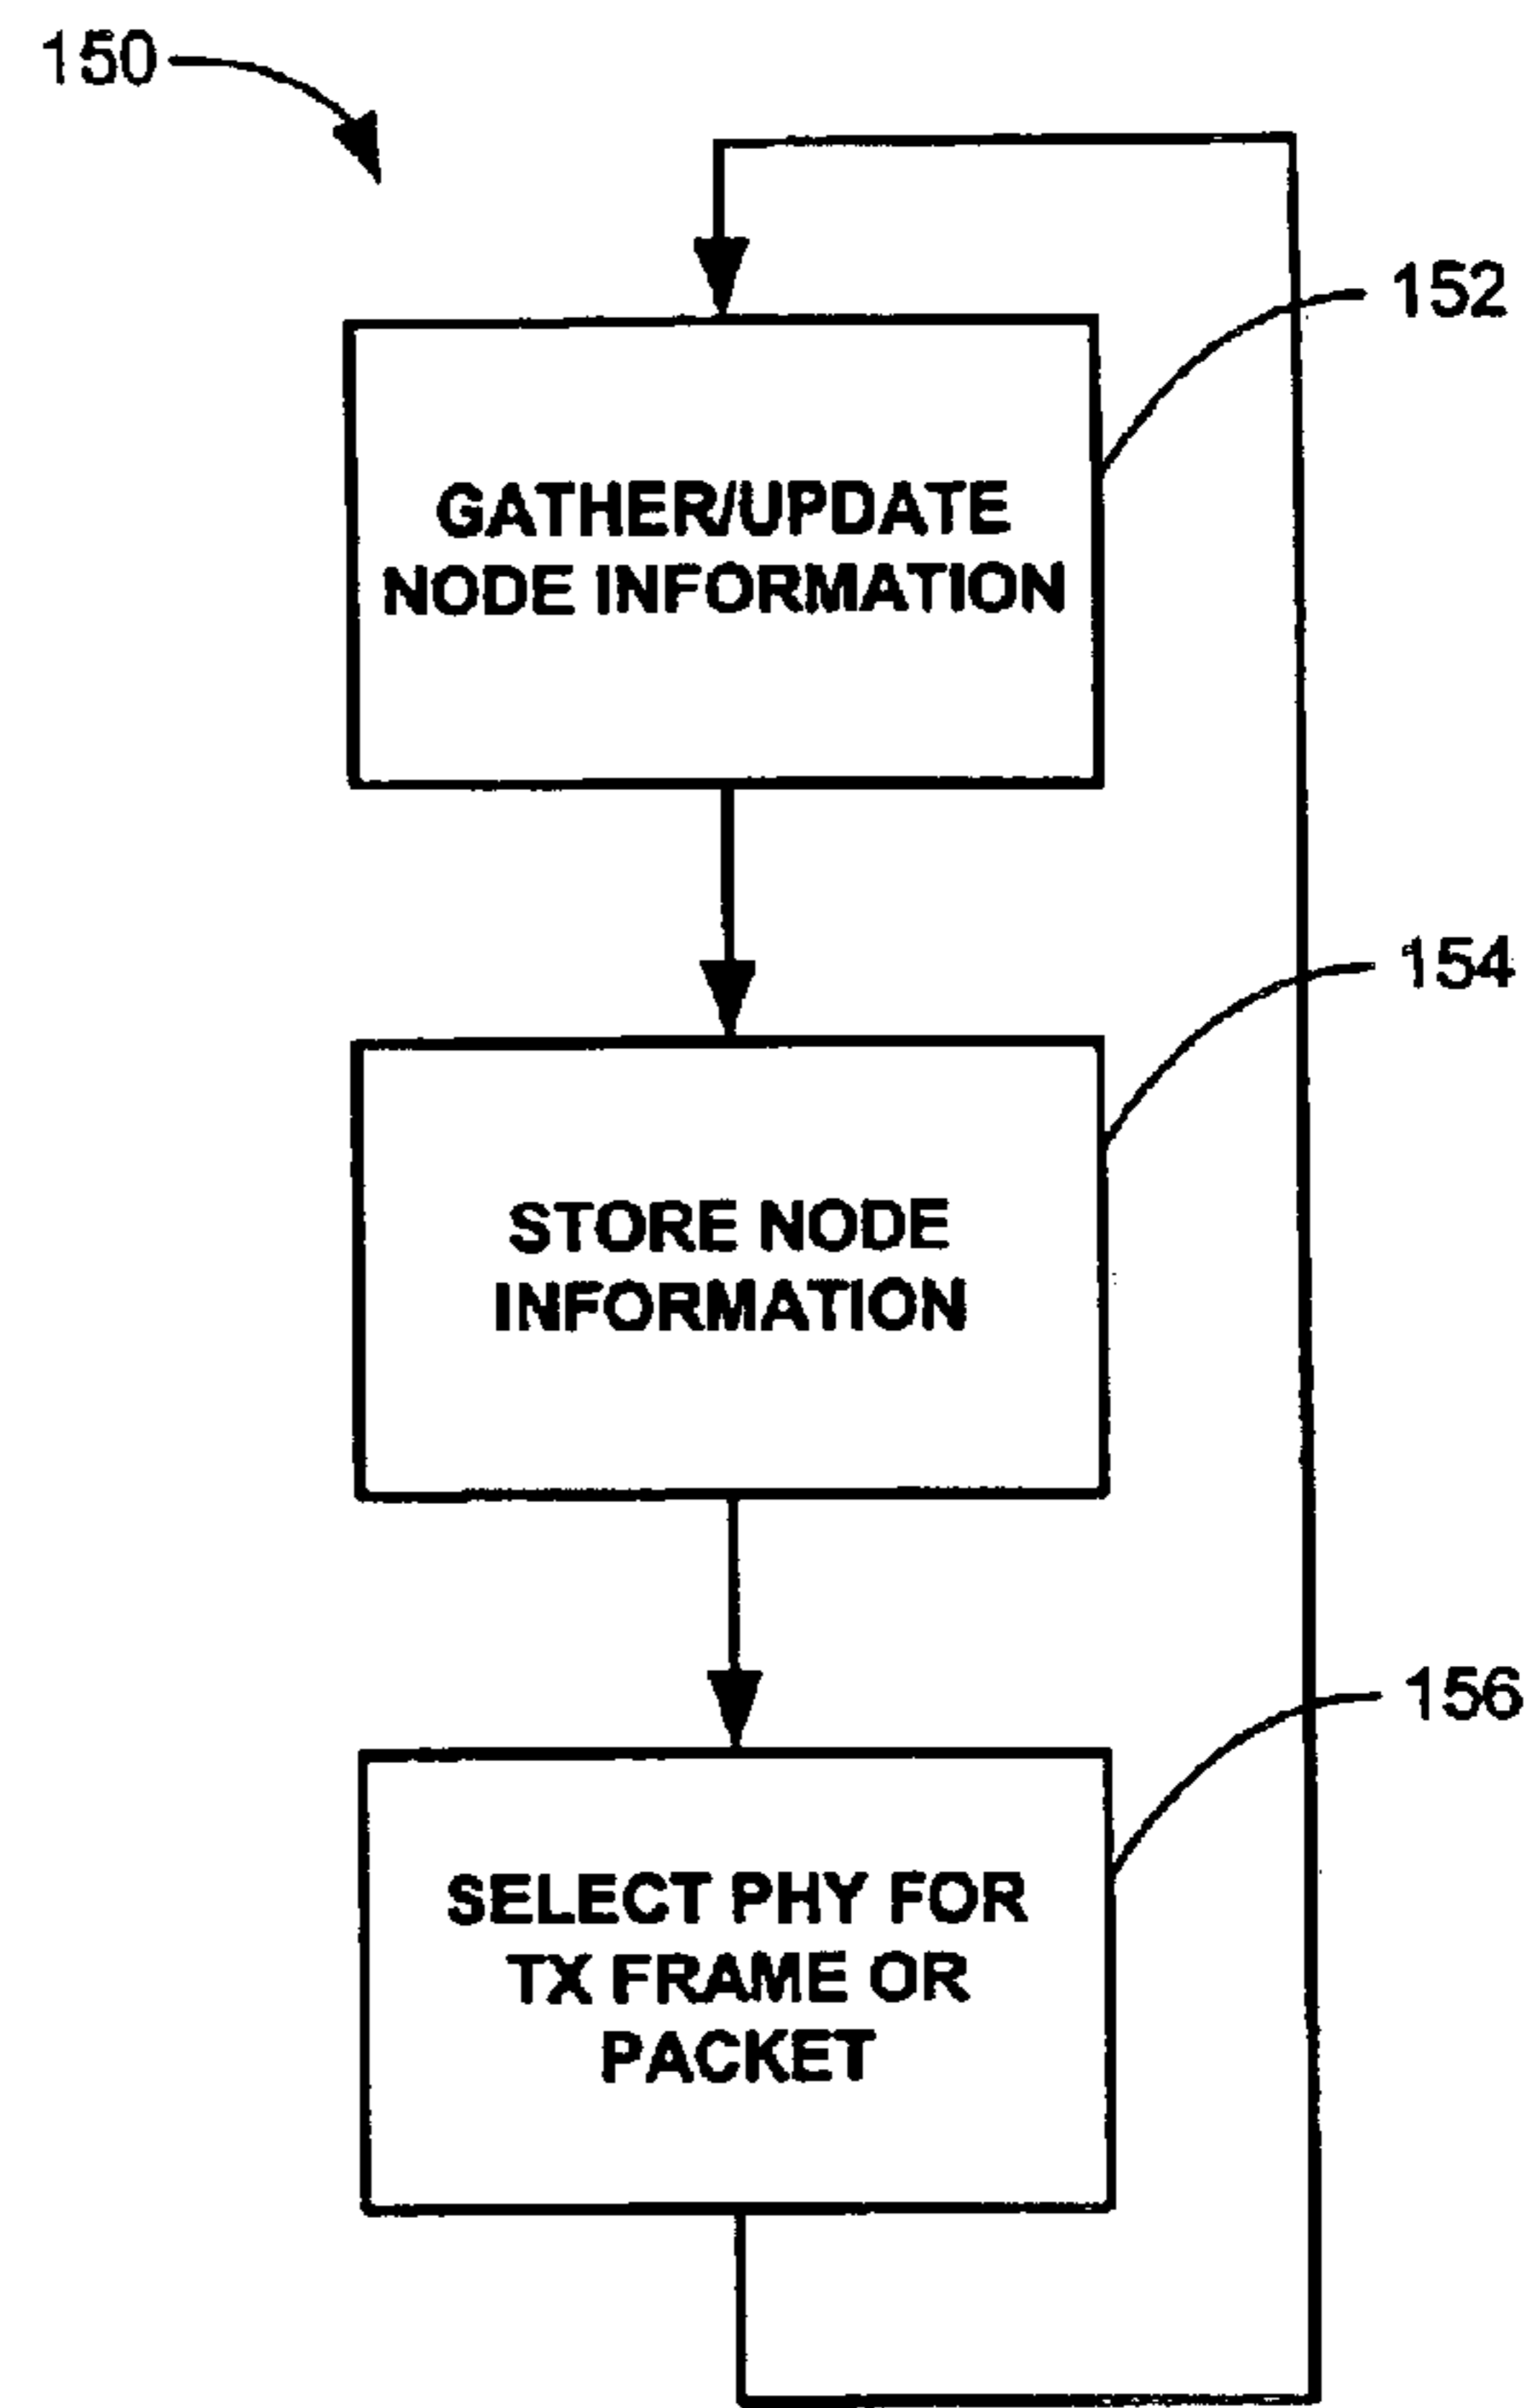 150
152
GATHER/UPDATE
NODE INFORMATION
154
STORE NODE
INFORMATION
156
SELECT PHY FOR
TX FRAME OR
PACKET